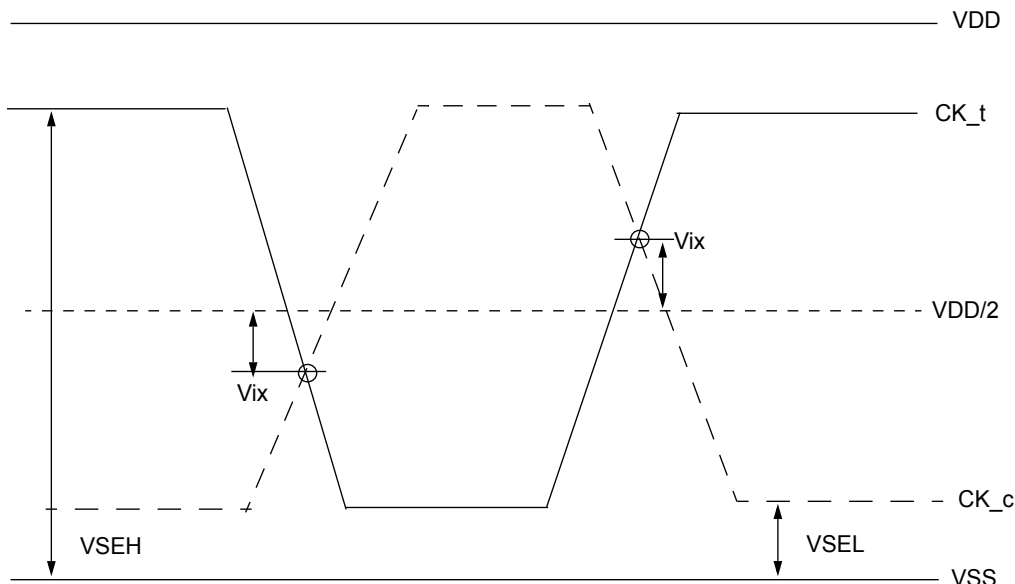 VDD
CK_t
Vix
VDD/2
Vix
CK_c
VSEH
VSEL
VSS